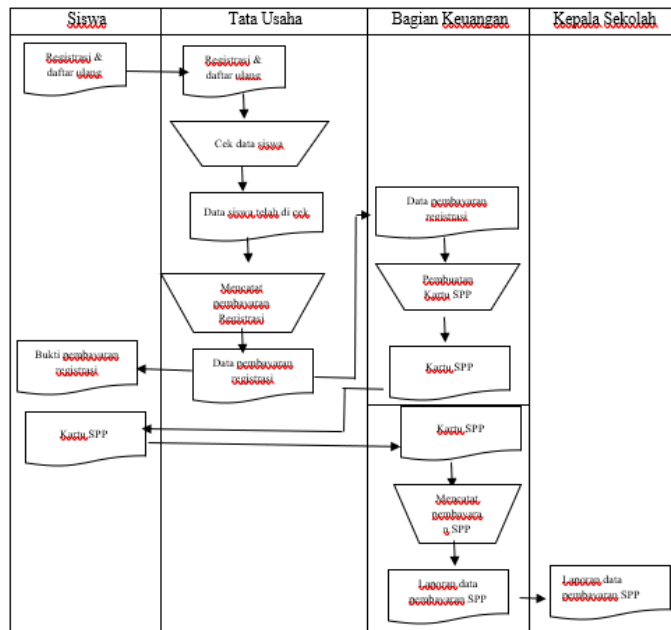 Siswa
Tata Usaha
Bagian Keuangan
Kepala Sekolah
Registrasi &
daftar ulang
Registrasi &
daftar ulang
Cek data siswa
Data siswa telah di cek
Data pembayaran
registrasi
Mencatat
pembayaran
Registrasi
Pembuatan
Kartu SPP
Bukti pembayaran
registrasi
Data pembayaran
registrasi
Kartu SPP
Kartu SPP
Kartu SPP
Mencatat
pembayara
n SPP
Laporan data
pembayaran SPP
Laporan data
pembayaran SPP